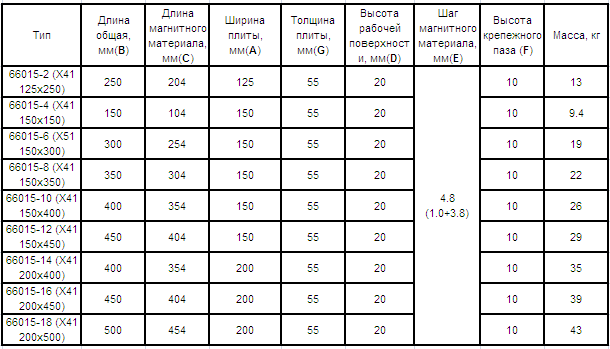 Тип Длина общая, мм(B) Длина магнитного материала, мм(C) Ширина плиты, мм(A) Толщина плиты, мм(G) Высота рабочей поверхност и, мм(D) Шаг магнитного материала, мм(E) Высота крепежного паза (F) Масса, кг
66015-2 (X41 125x250) 250 204 125 55 20 10 13
66015-4 (X41 150x150) 150 104 150 55 20 10 9.4
66015-6 (X51 150x300) 300 254 150 55 20 10 19
66015-8 (X41 150x350) 350 304 150 55 20 10 22
66015-10 (X41 150x400) 400 354 150 55 20 4.8 (1.0+3.8) 10 26
66015-12 (X41 150x450) 450 404 150 55 20 10 29
66015-14 (X41 200x400) 400 354 200 55 20 10 35
66015-16 (X41 200x450) 450 404 200 55 20 10 39
66015-18 (X41 200x500) 500 454 200 55 20 10 43